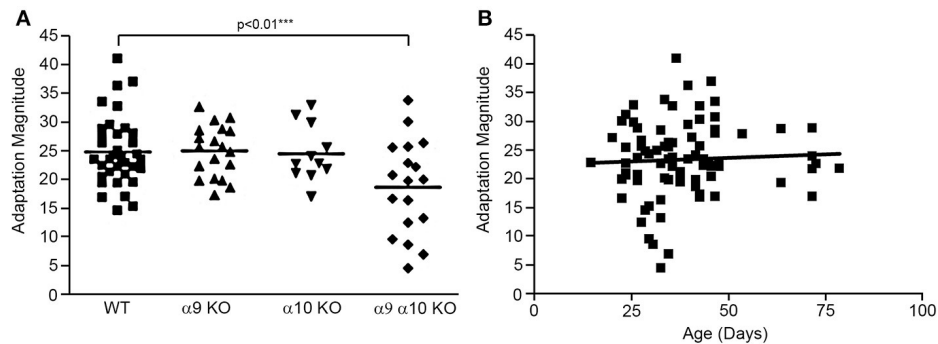 A
p<0.01***
Adaptation Magnitude
45
40
35
30
25
20
15
10
5
0
WT
α9 KO
α10 KO
α9 α10 KO
B
Adaptation Magnitude
45
40
35
30
25
20
15
10
5
0
0
25
50
75
100
Age (Days)